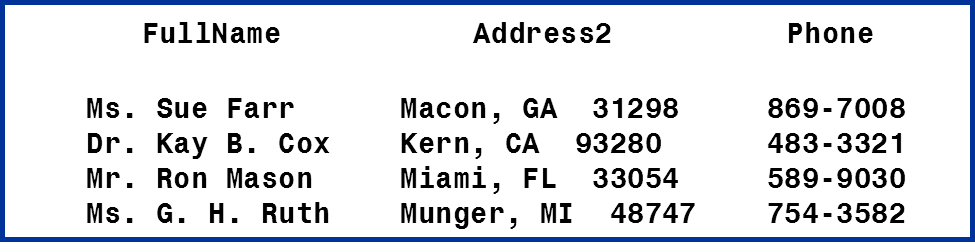 FullName Address2 Phone
Ms. Sue Farr Macon, GA  31298 869-7008
Dr. Kay B. Cox Kern, CA  93280 483-3321
Mr. Ron Mason Miami, FL  33054 589-9030
Ms. G. H. Ruth Munger, MI  48747 754-3582